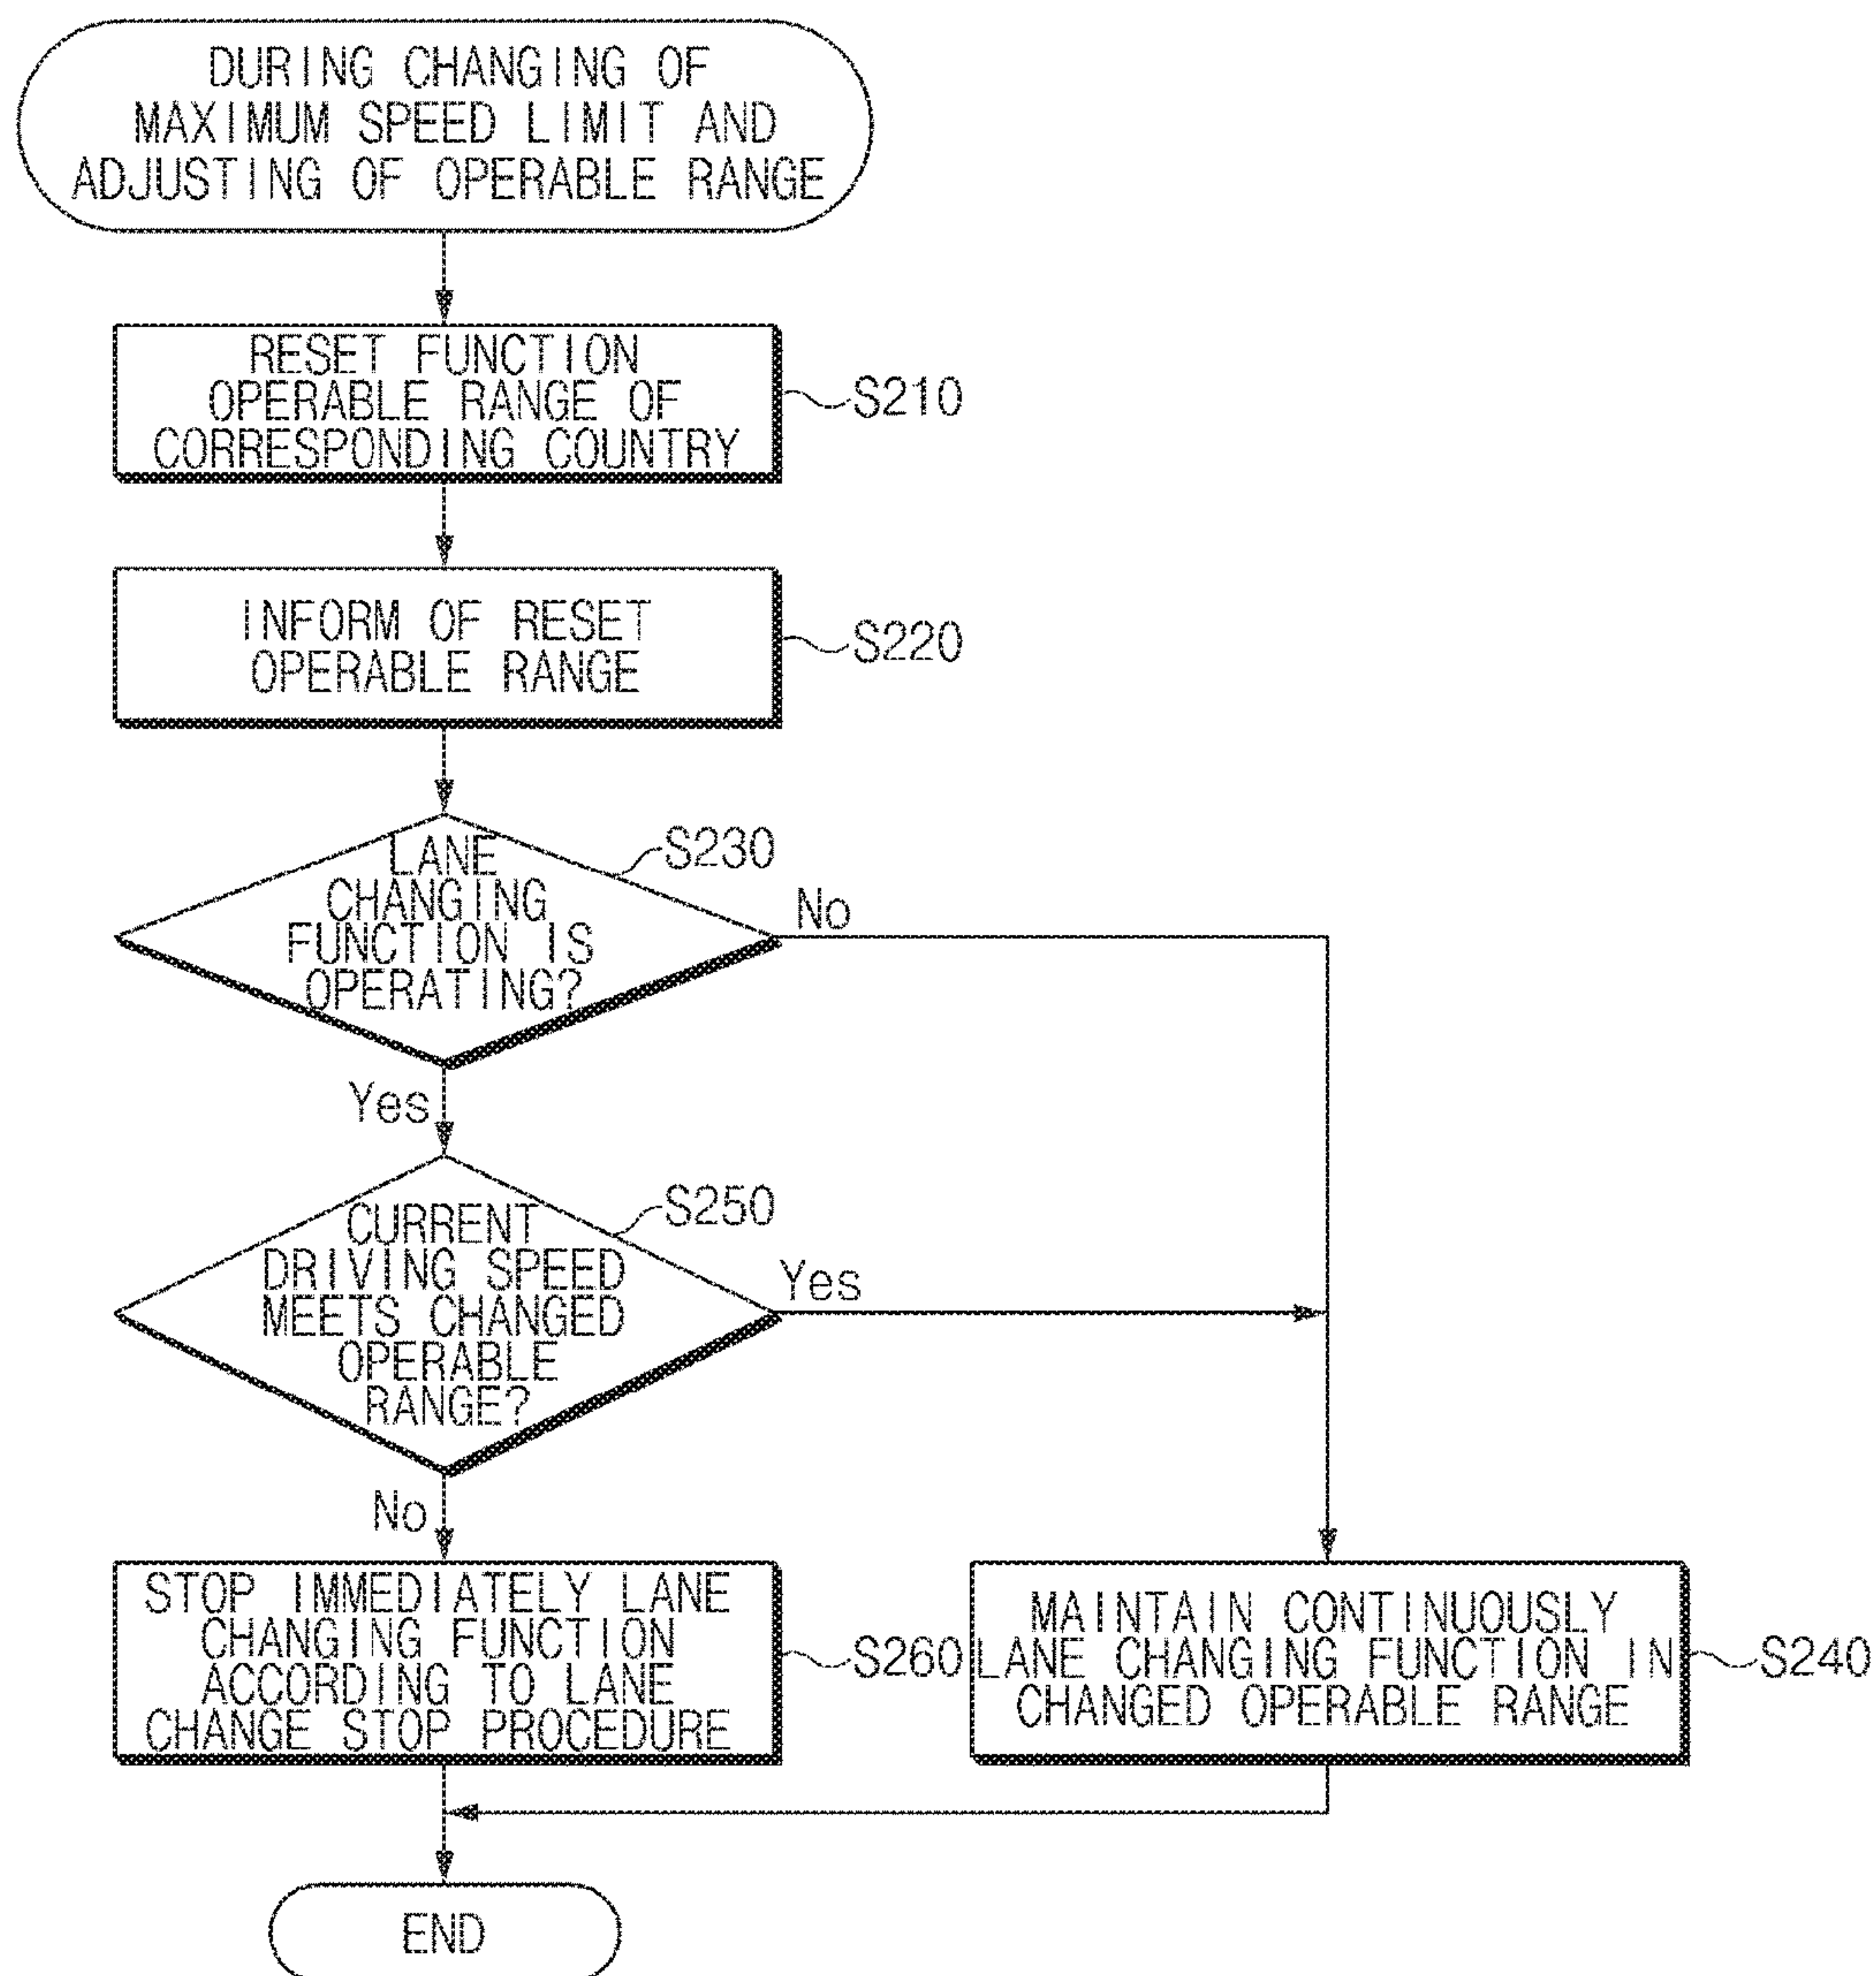 DURING CHANGING OF
MAXIMUM SPEED LIMIT AND
ADJUSTING OF OPERABLE RANGE
RESET FUNCTION
OPERABLE RANGE OF
CORRESPONDING COUNTRY
S210
INFORM OF RESET
OPERABLE RANGE
S220
LANE
CHANGING
FUNCTION IS
OPERATING?
S230
No
Yes
CURRENT
DRIVING SPEED
MEETS CHANGED
OPERABLE
RANGE?
S250
Yes
No
STOP IMMEDIATELY LANE
CHANGING FUNCTION
ACCORDING TO LANE
CHANGE STOP PROCEDURE
S260
MAINTAIN CONTINUOUSLY
LANE CHANGING FUNCTION IN
CHANGED OPERABLE RANGE
S240
END